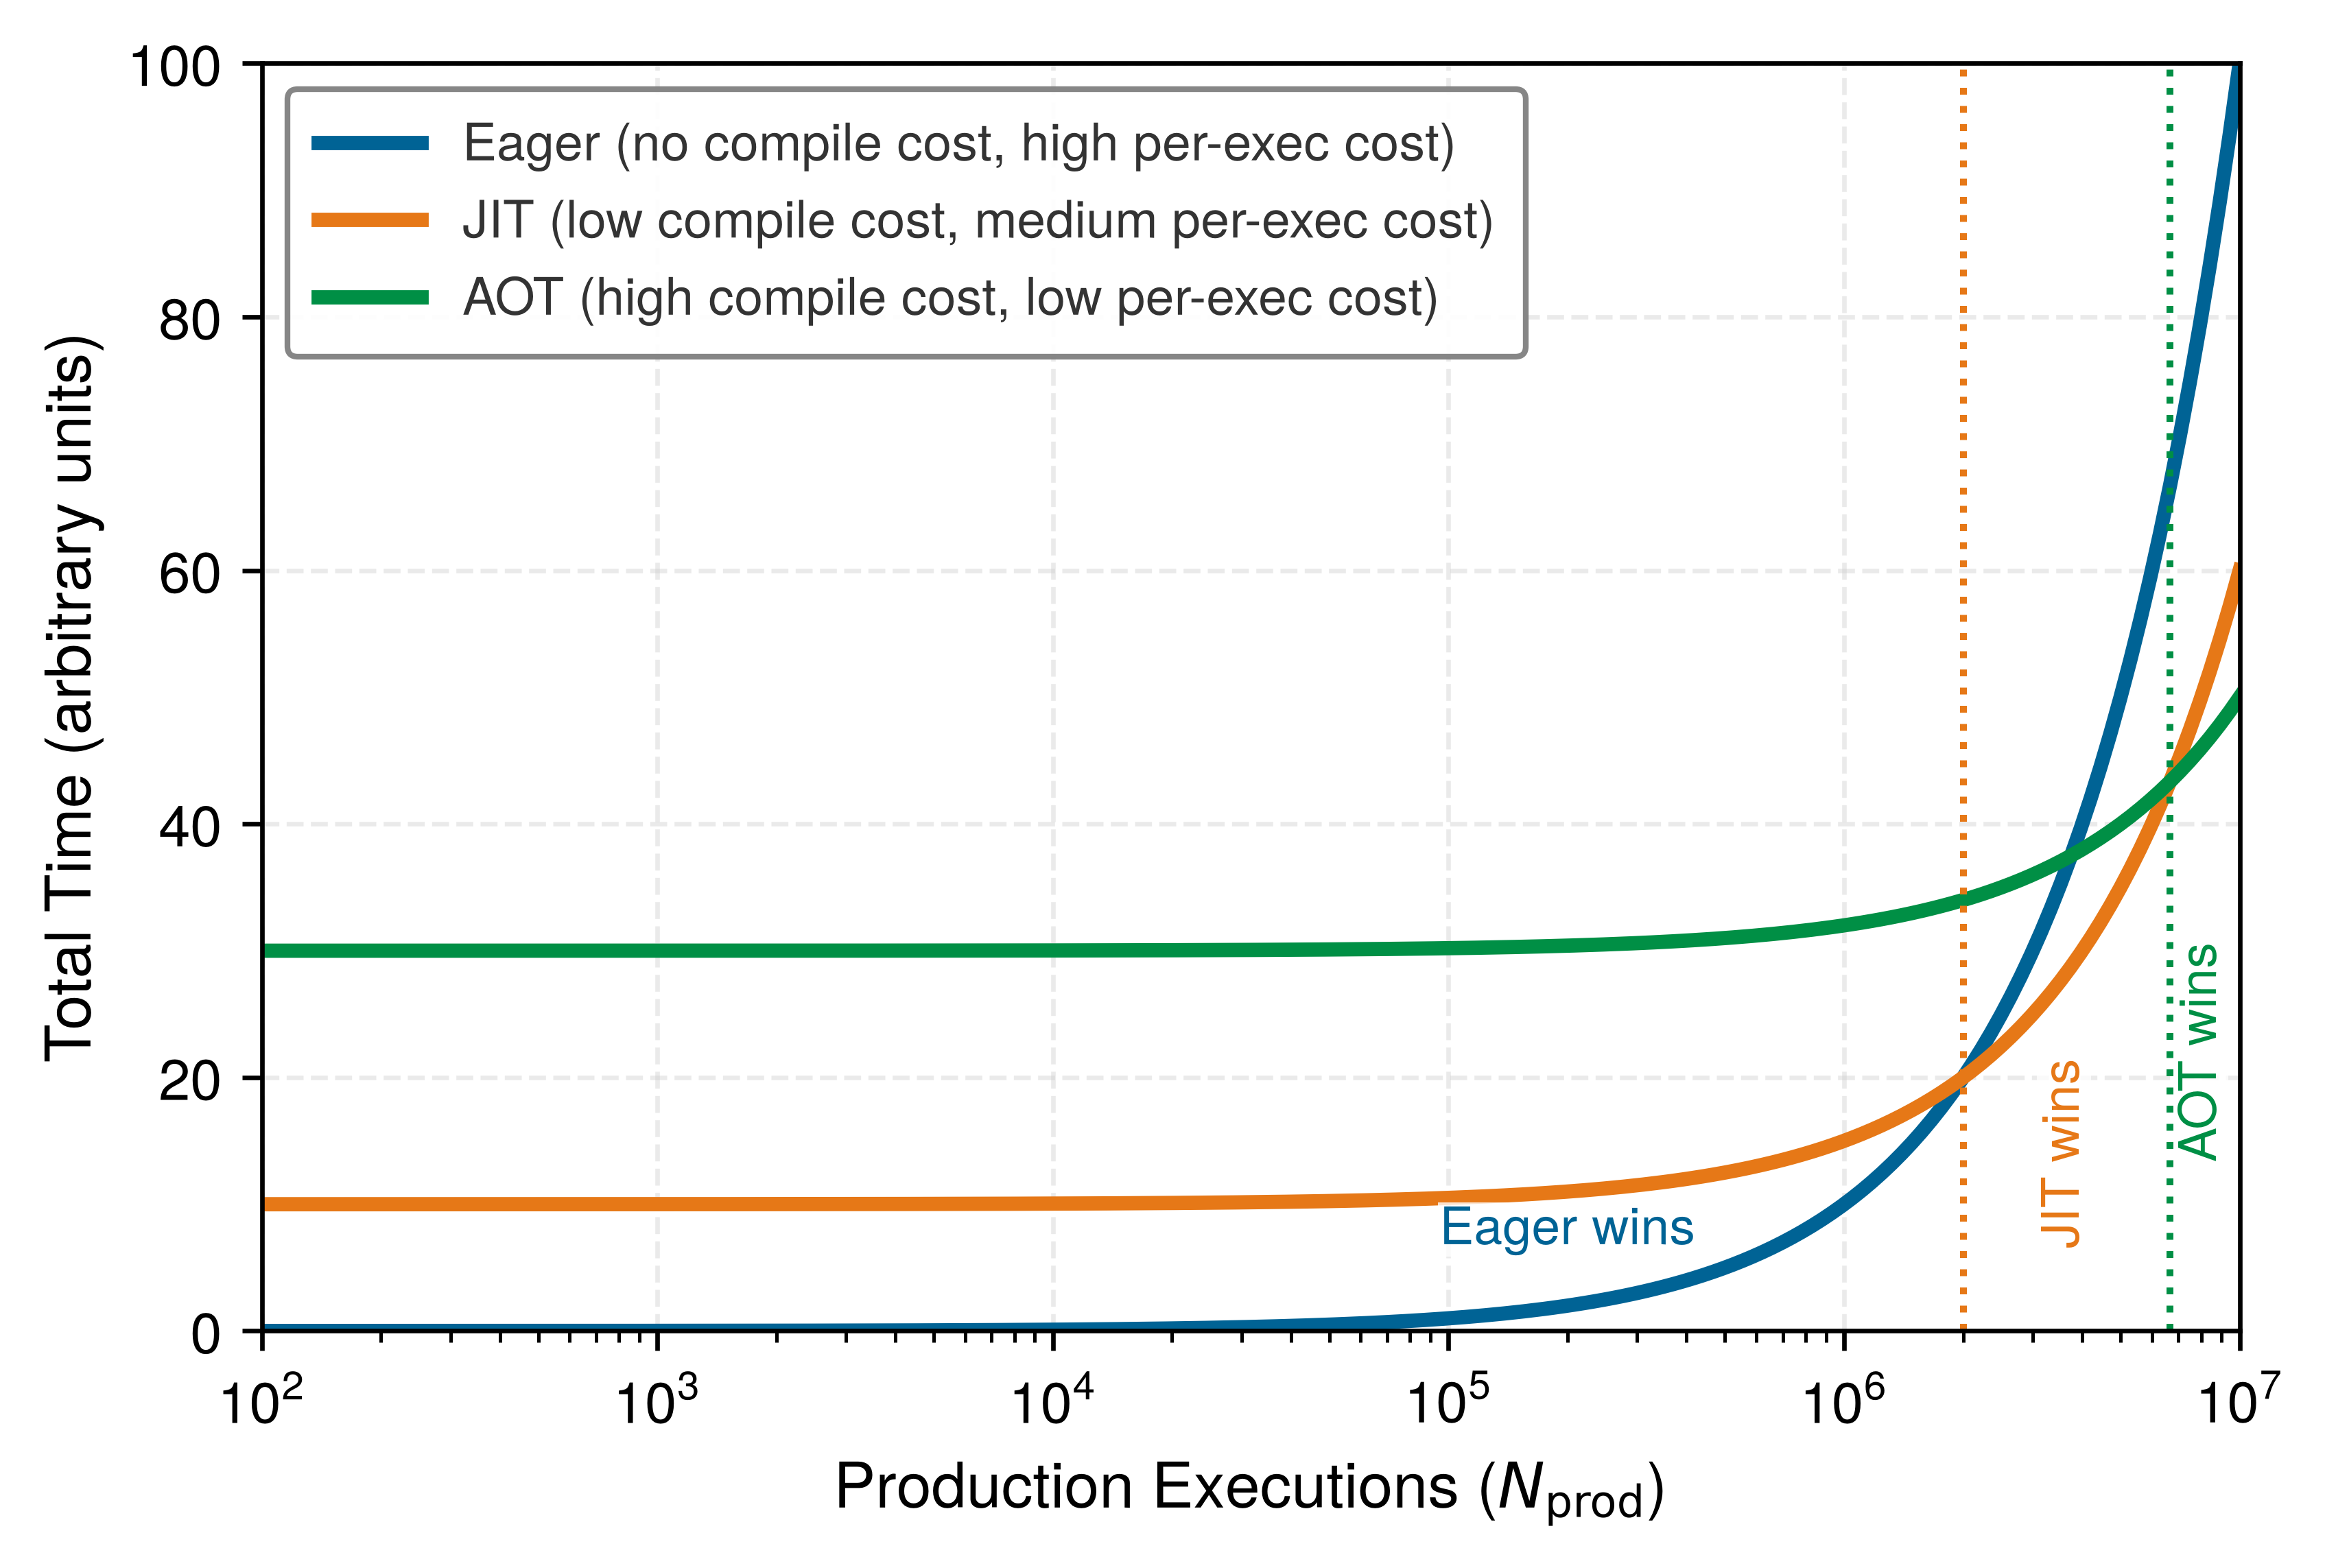 Eager (no compile cost, high per-exec cost)
JIT (low compile cost, medium per-exec cost)
AOT (high compile cost, low per-exec cost)
Total Time (arbitrary units)
100
80
60
40
20
0
Eager wins
JIT wins
AOT wins
10² 10³ 10⁴ 10⁵ 10⁶ 10⁷
Production Executions (N_prod)